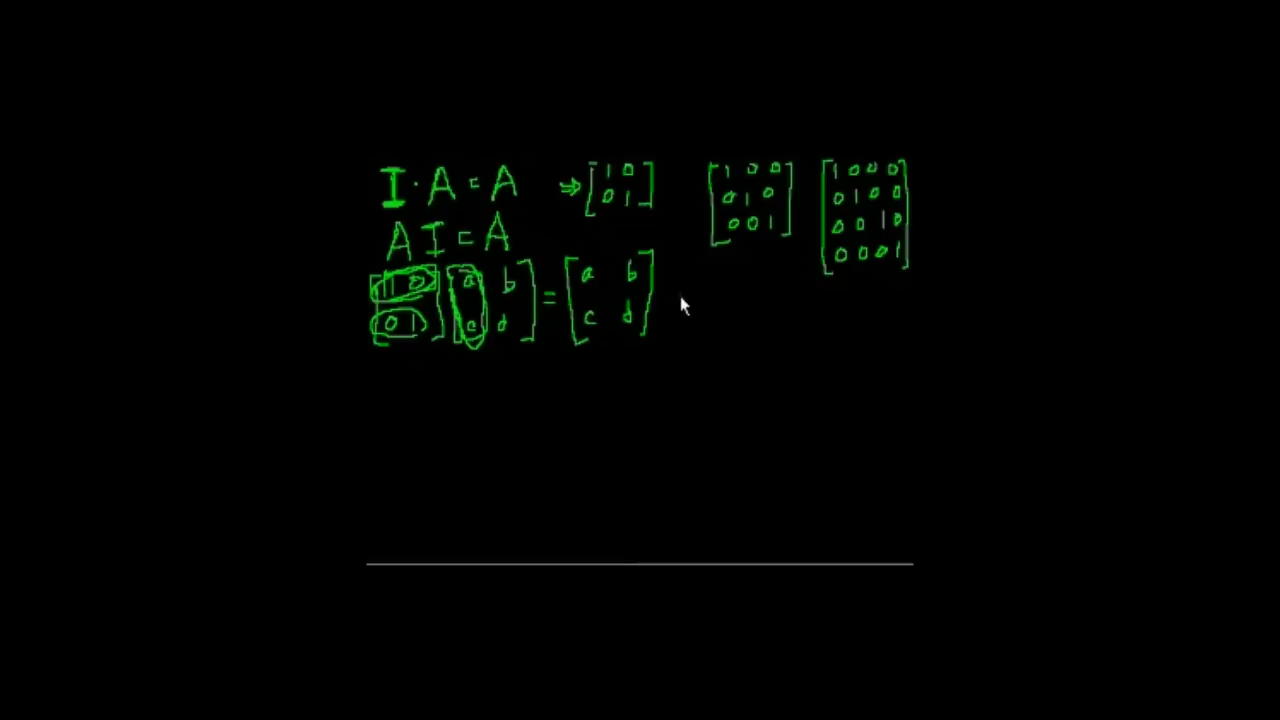 I · A = A ⇒ [1 0
0 1] [1 0 0
0 1 0
0 0 1] [1 0 0 0
0 1 0 0
0 0 1 0
0 0 0 1]
A I = A
[1 0
0 1] [a b
c d] = [a b
c d]